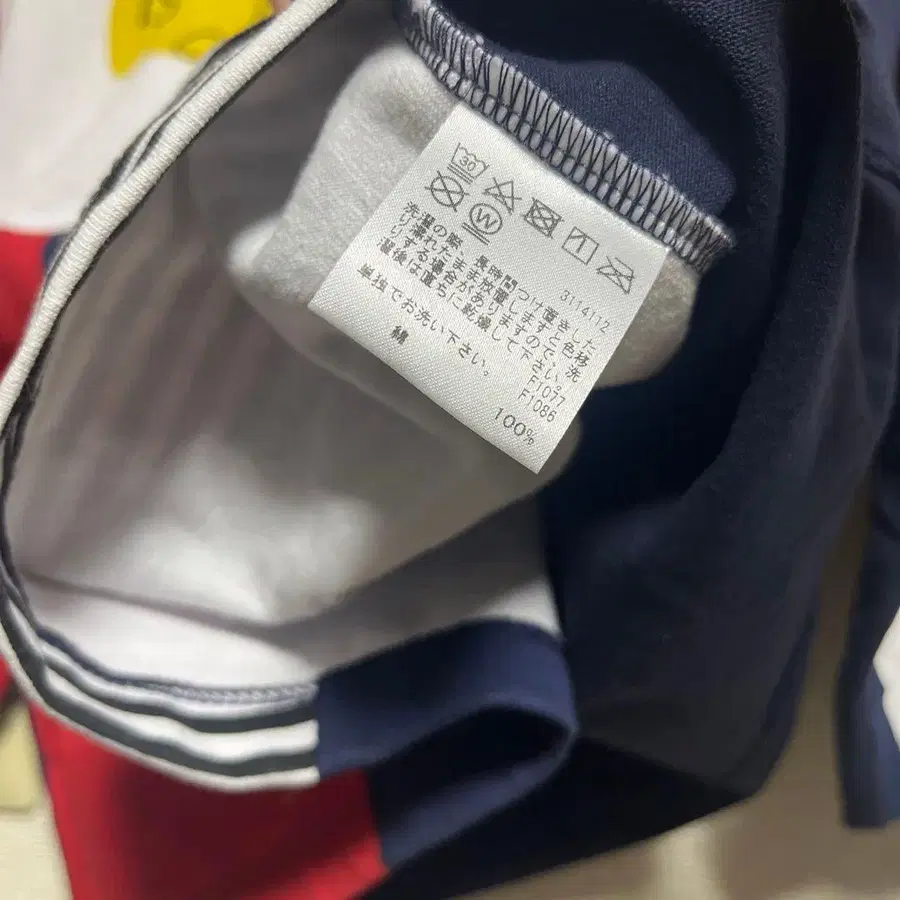 30
W
3114112
洗濯の際、長時間つけ置きした
り濡れたまま放置しますと色移
りする場合がありますので、洗
濯後は直ちに乾燥して下さい。
単独でお洗い下さい。
F1077
F1086
綿 100%